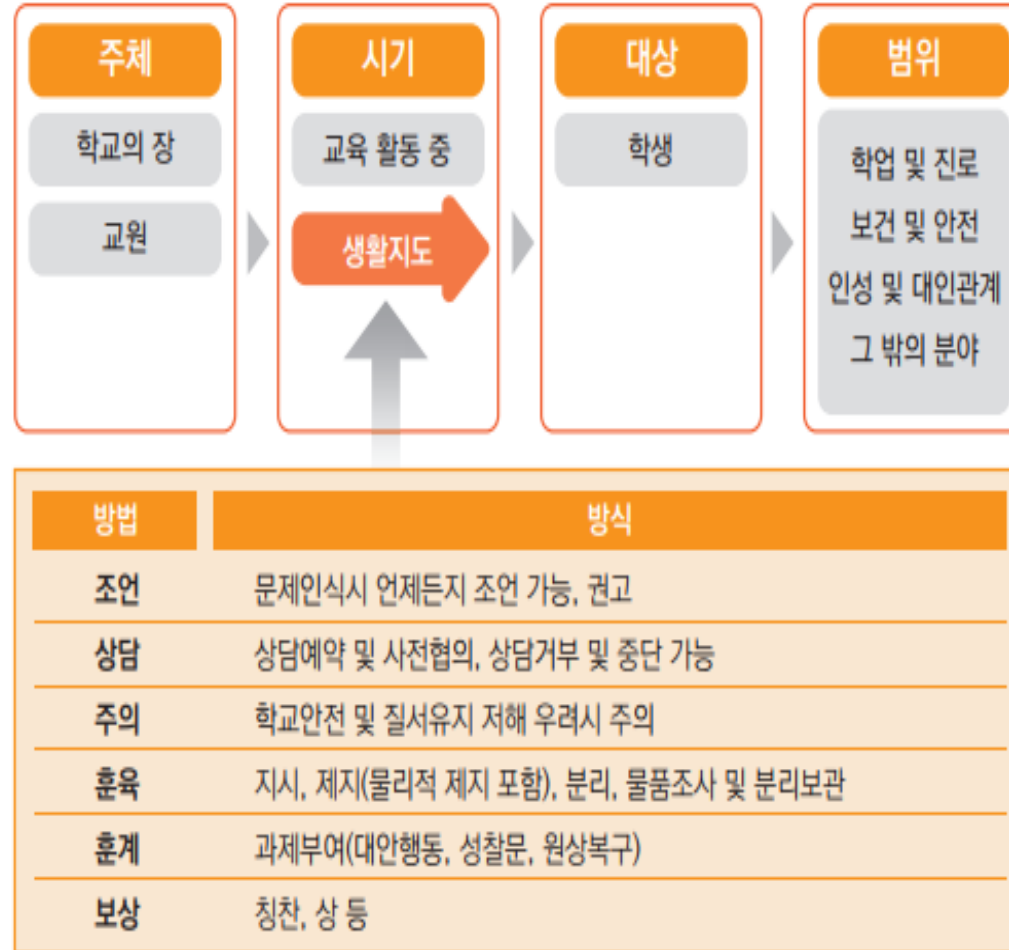 주체
학교의 장
교원
시기
교육 활동 중
생활지도
대상
학생
범위
학업 및 진로
보건 및 안전
인성 및 대인관계
그 밖의 분야
방법 방식
조언 문제인식시 언제든지 조언 가능, 권고
상담 상담예약 및 사전협의, 상담거부 및 중단 가능
주의 학교안전 및 질서유지 저해 우려시 주의
훈육 지시, 제지(물리적 제지 포함), 분리, 물품조사 및 분리보관
훈계 과제부여(대안행동, 성찰문, 원상복구)
보상 칭찬, 상 등